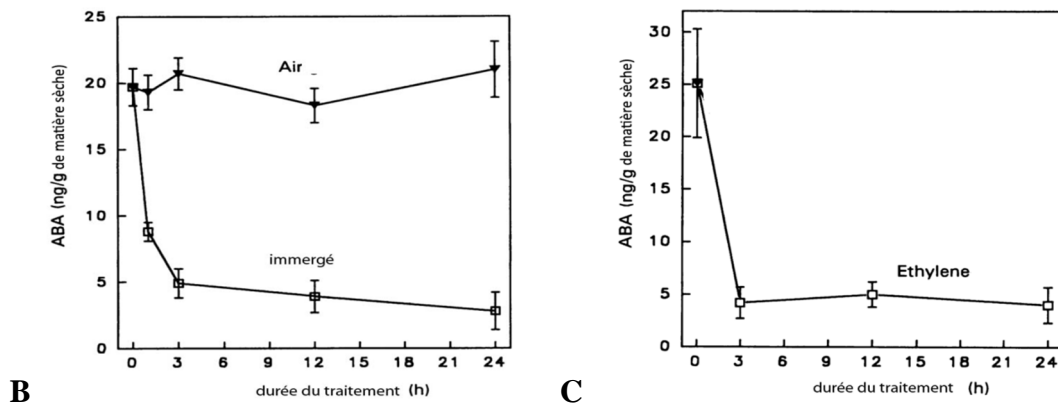 25
20
15
10
5
0
ABA (ng/g de matière sèche)
Air
immergé
0 3 6 9 12 15 18 21 24
durée du traitement (h)
B
30
25
20
15
10
5
0
ABA (ng/g de matière sèche)
Ethylene
0 3 6 9 12 15 18 21 24
durée du traitement (h)
C